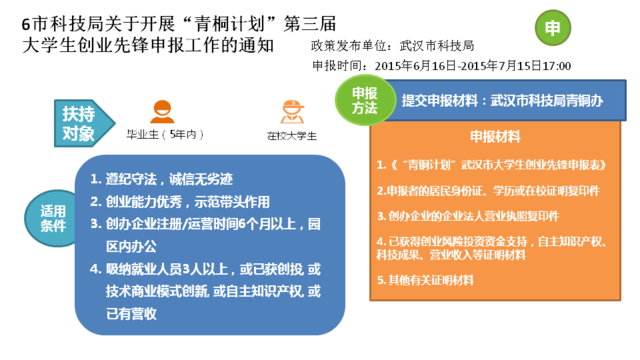 6市科技局关于开展“青桐计划”第三届
大学生创业先锋申报工作的通知
申
政策发布单位：武汉市科技局
申报时间：2015年6月16日-2015年7月15日17:00
扶持
对象
毕业生（5年内）
在校大学生
适用
条件
1. 遵纪守法，诚信无劣迹
2. 创业能力优秀，示范带头作用
3. 创办企业注册/运营时间6个月以上，园
区内办公
4. 吸纳就业人员3人以上，或已获创投，或
技术商业模式创新，或自主知识产权，或
已有营收
申报
方法
提交申报材料：武汉市科技局青铜办
申报材料
1.《“青桐计划”武汉市大学生创业先锋申报表》
2.申报者的居民身份证、学历或在校证明复印件
3.创办企业的企业法人营业执照复印件
4.已获得创业风险投资资金支持，自主知识产权、
科技成果、营业收入等证明材料
5.其他有关证明材料